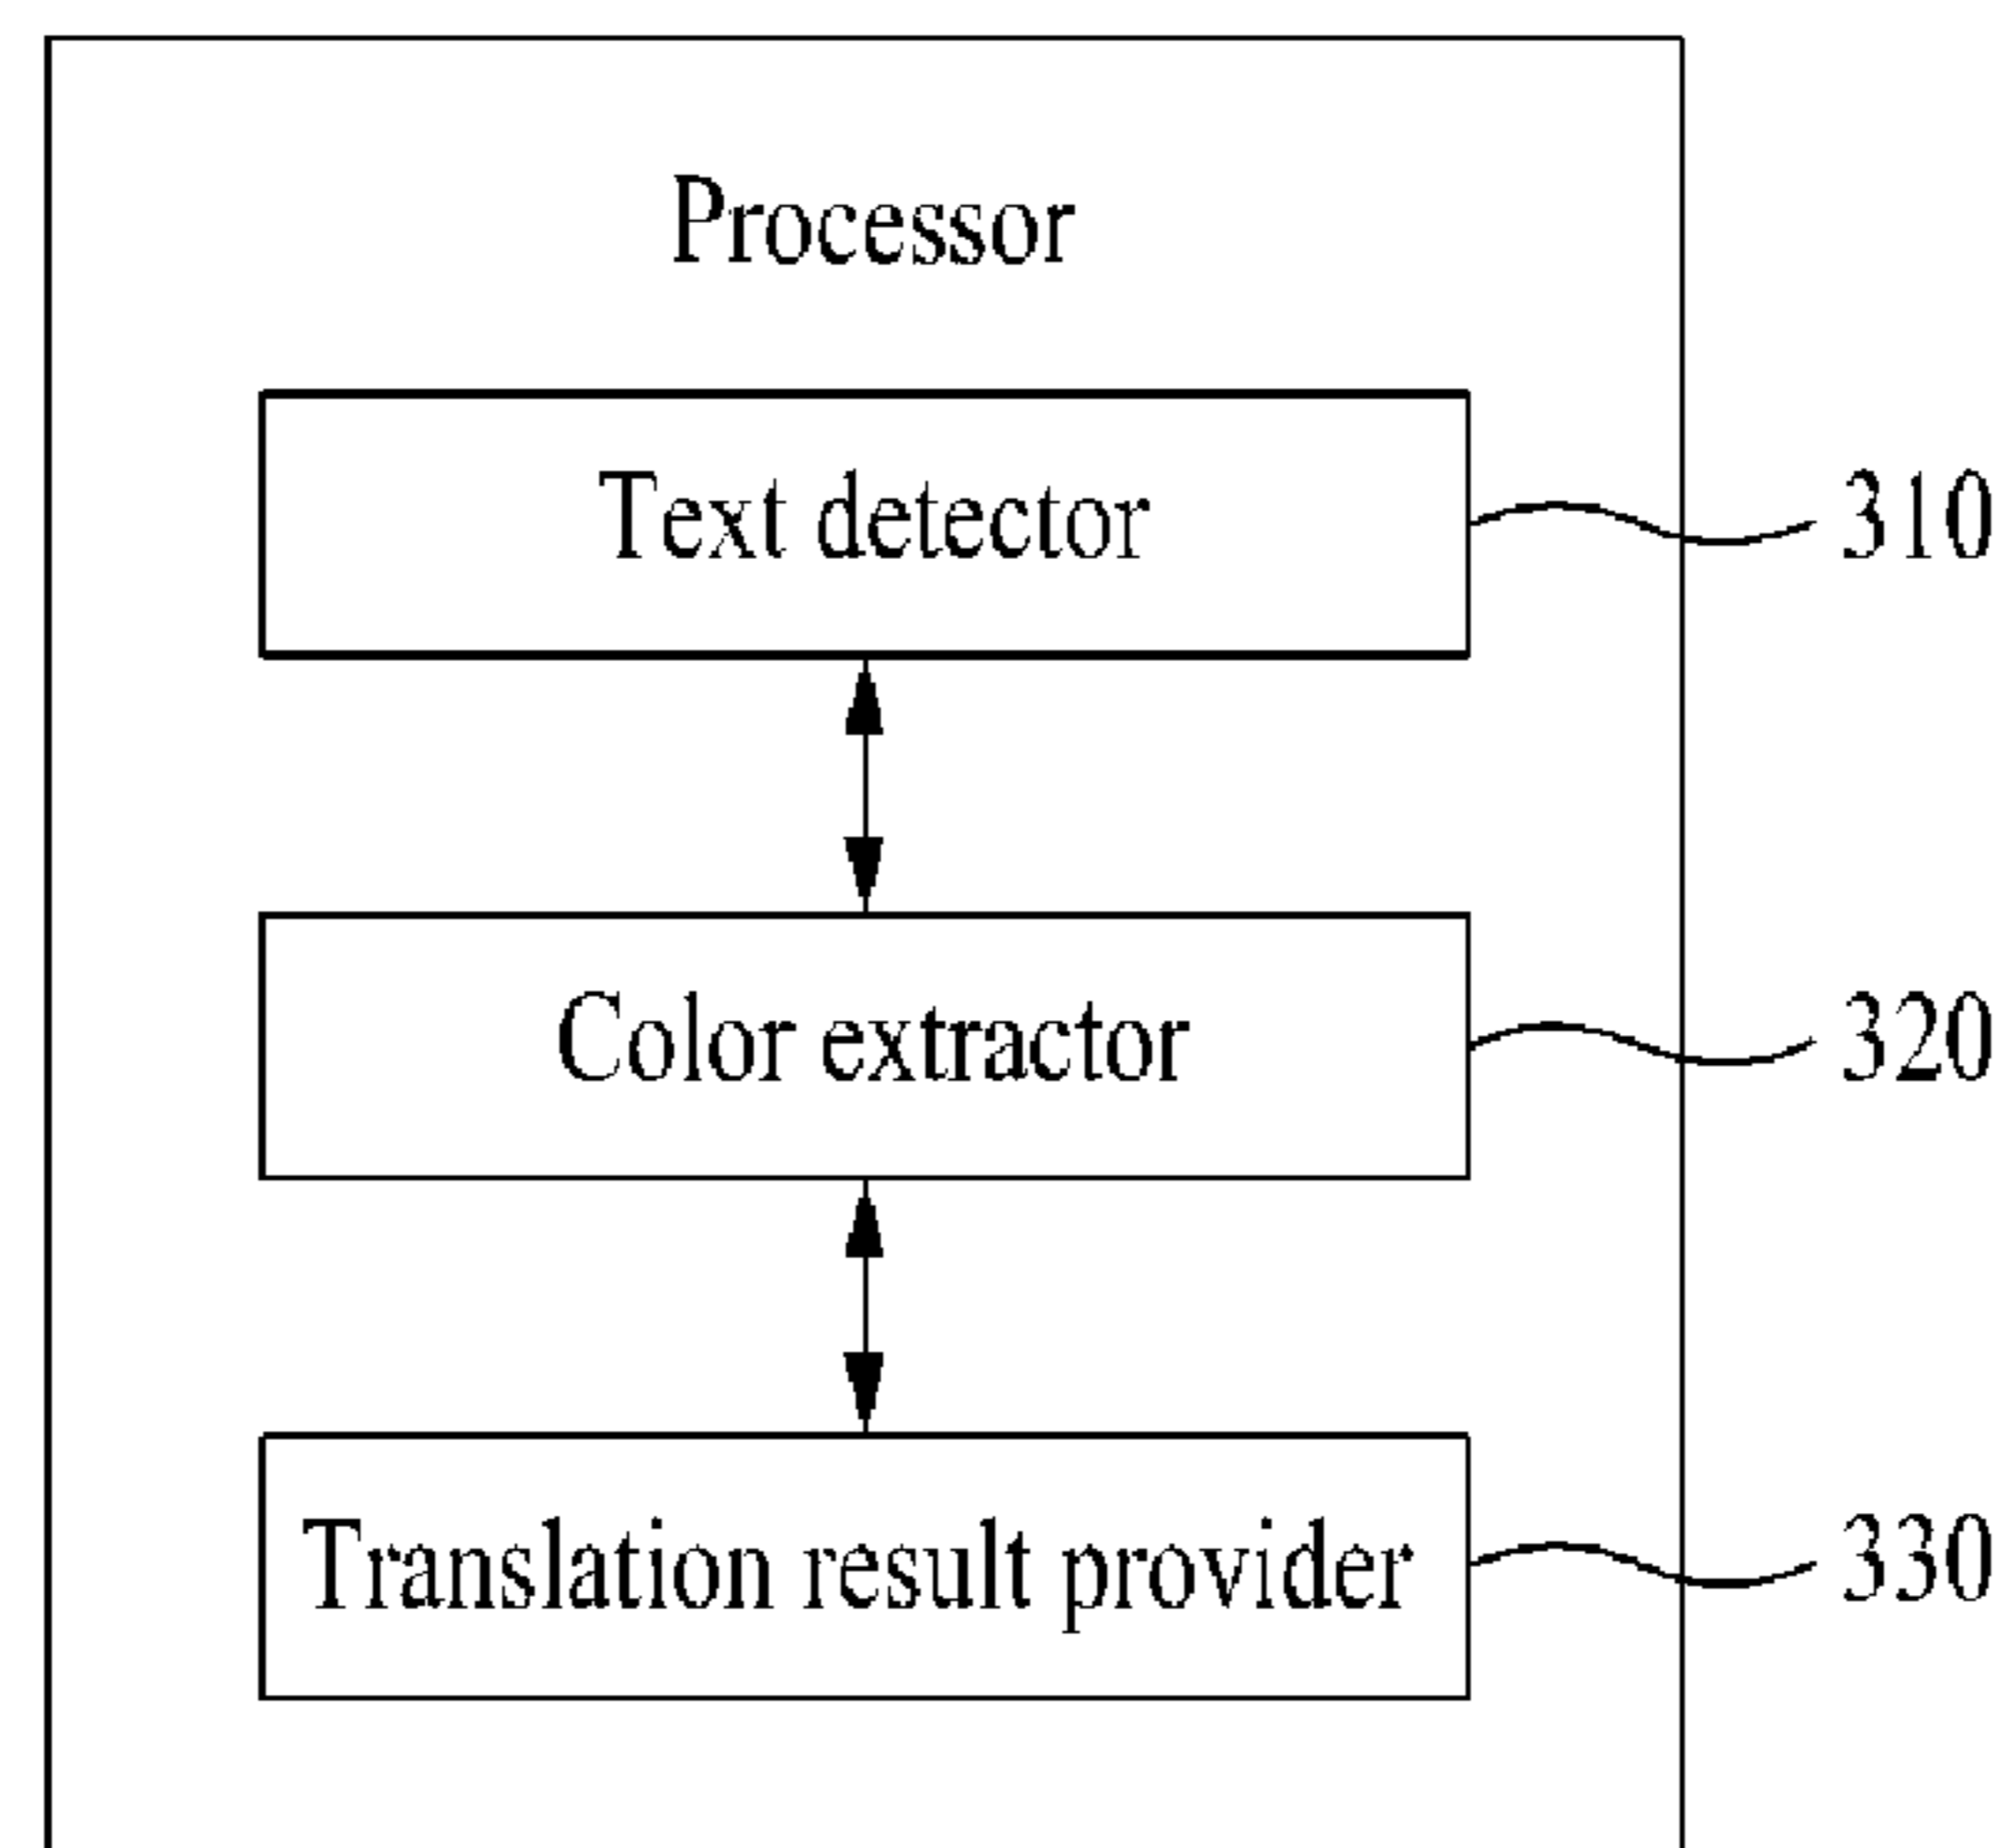 Processor
Text detector 310
Color extractor 320
Translation result provider 330